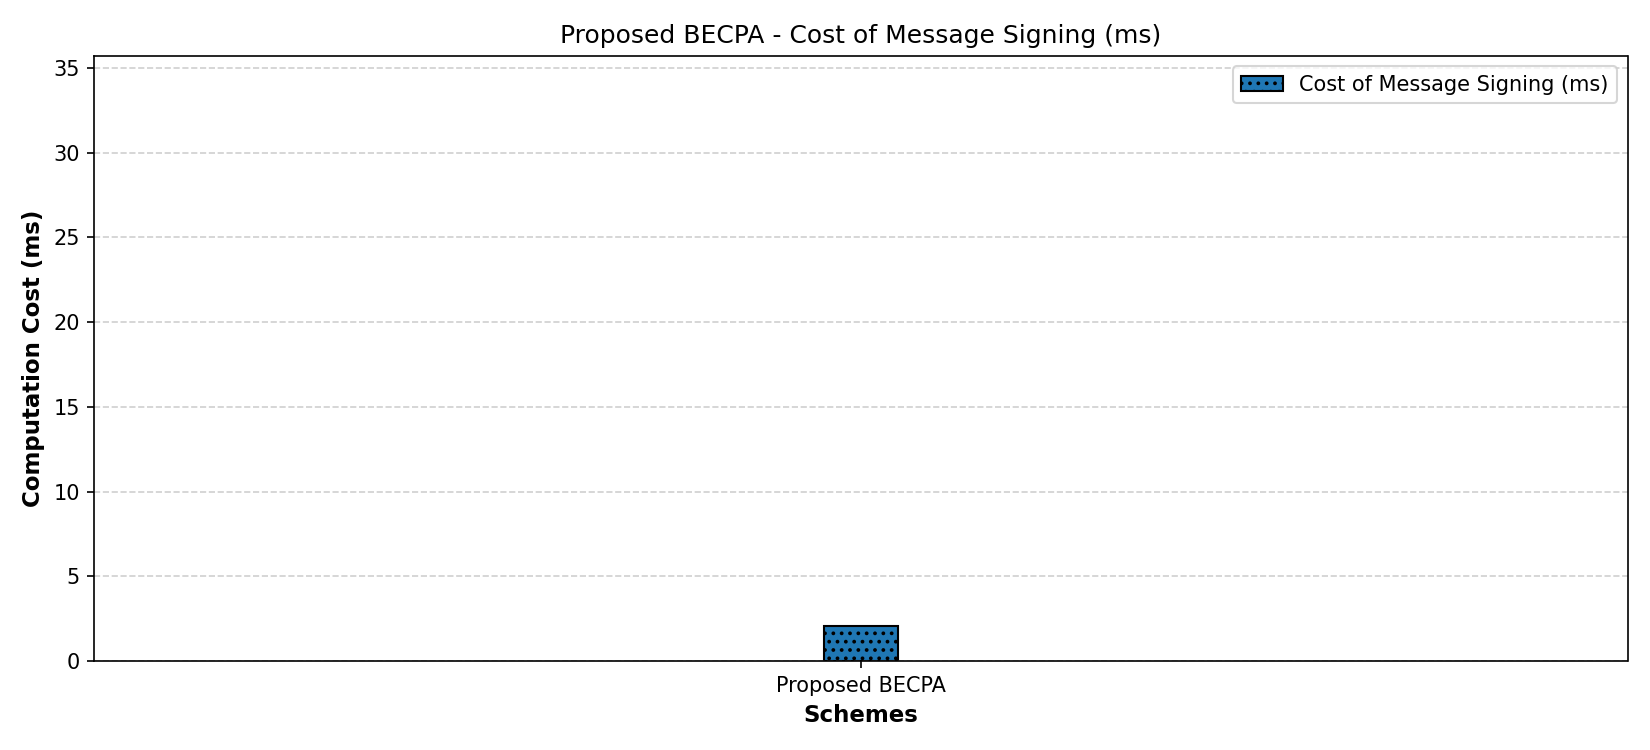 Proposed BECPA - Cost of Message Signing (ms)
Cost of Message Signing (ms)
Computation Cost (ms)
35
30
25
20
15
10
5
0
Proposed BECPA
Schemes